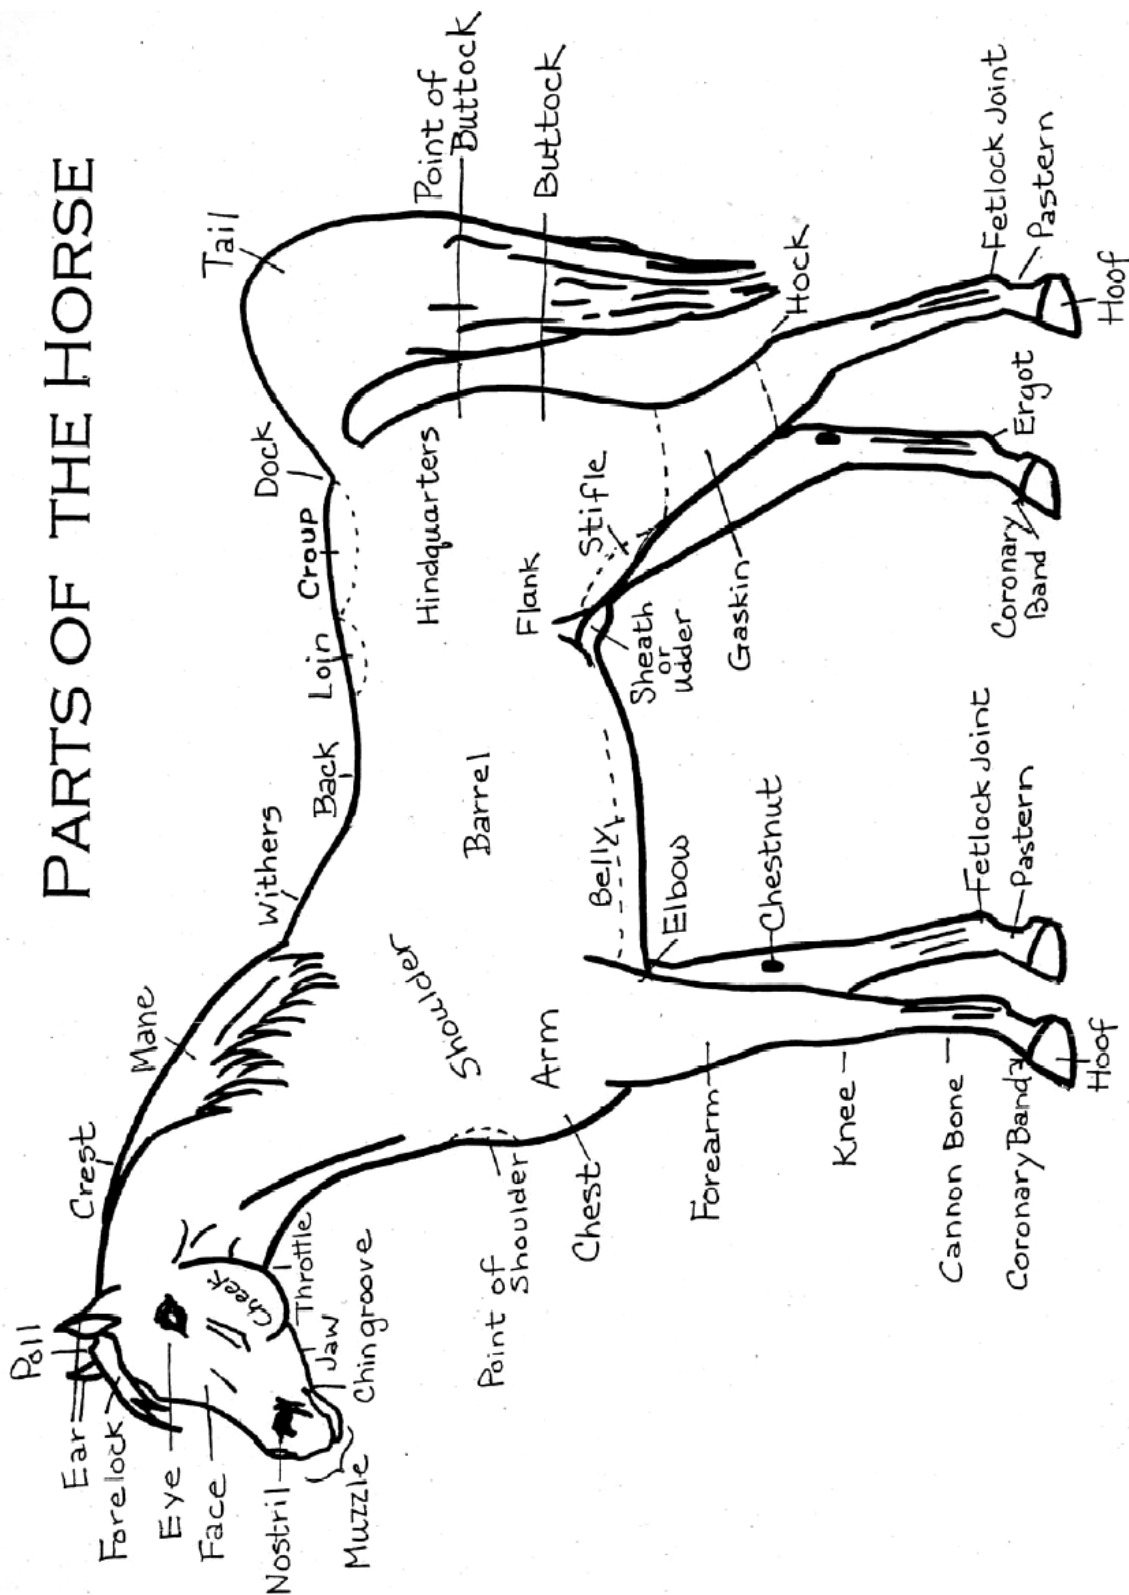 PARTS OF THE HORSE
Poll
Ear
Forelock
Eye
Face
Nostril
Muzzle
Crest
Mane
Withers
Back
Loin
Croup
Dock
Tail
Point of
Buttock
Buttock
Hindquarters
Flank
Stifle
Sheath
or
Udder
Gaskin
Hock
Fetlock Joint
Pastern
Hoof
Ergot
Coronary
Band
Barrel
Belly
Shoulder
Arm
Elbow
Chestnut
Fetlock Joint
Pastern
Cheek
Throttle
Jaw
Chingroove
Point of
Shoulder
Chest
Forearm
Knee
Cannon Bone
Coronary Band
Hoof